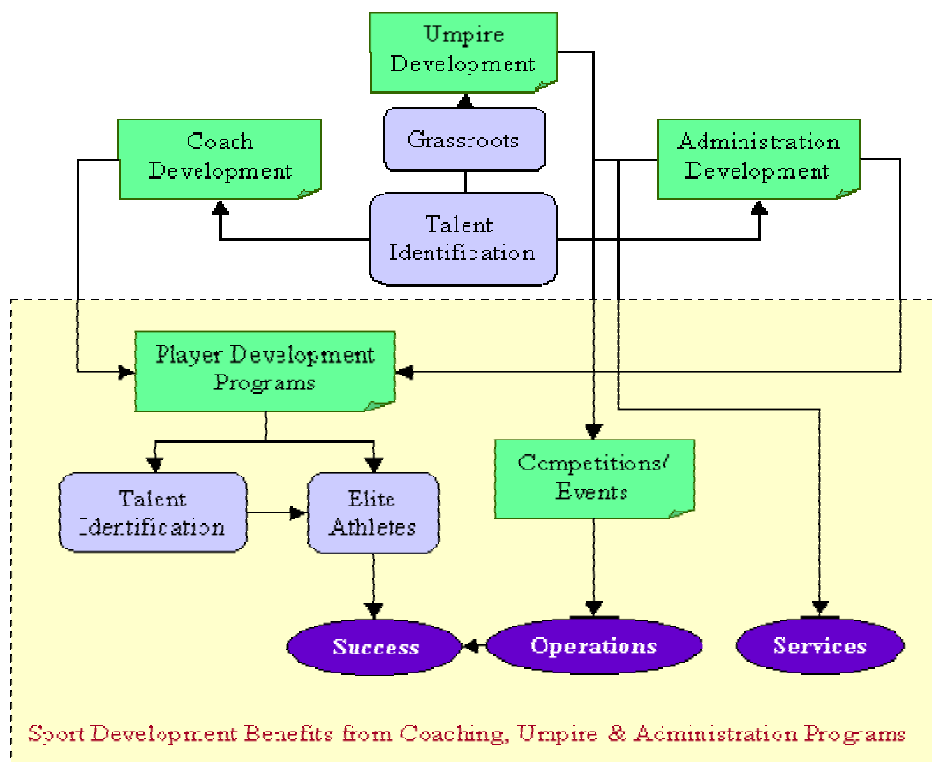 Umpire
Development
Grassroots
Coach
Development
Administration
Development
Talent
Identification
Player Development
Programs
Talent
Identification
Elite
Athletes
Competitions/
Events
Success
Operations
Services
Sport Development Benefits from Coaching, Umpire & Administration Programs